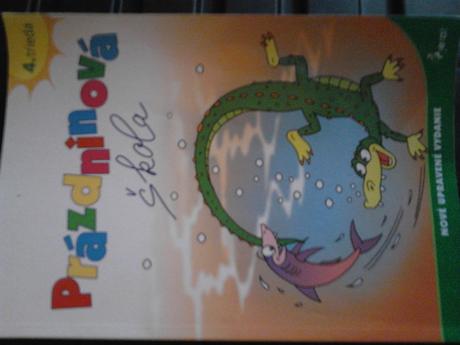 4. trieda
Prázdninová
škola
NOVÉ UPRAVENÉ VYDANIE